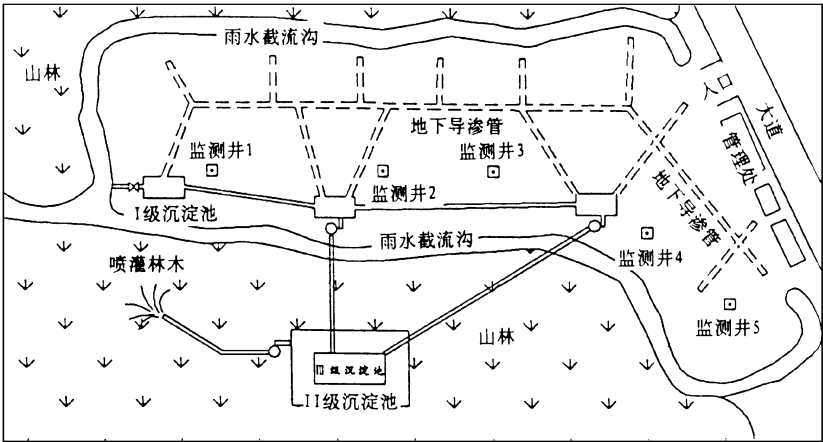 雨水截流沟
山林
入口
大道
地下导渗管
管理处
监测井1
监测井2
监测井3
地下导渗管
I级沉淀池
雨水截流沟
监测井4
喷灌林木
监测井5
山林
II级沉淀池
II级沉淀池